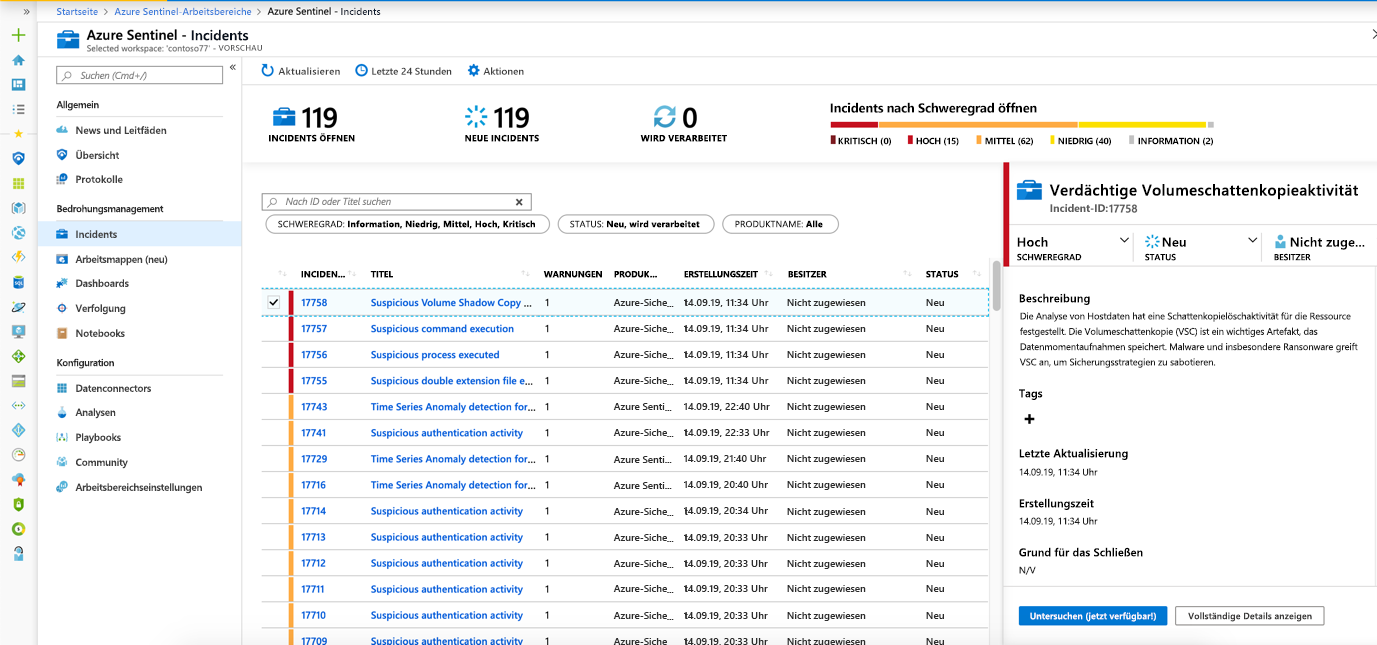 »
Startseite > Azure Sentinel-Arbeitsbereiche > Azure Sentinel - Incidents
Azure Sentinel - Incidents
Selected workspace: 'contoso77' - VORSCHAU
Suchen (Cmd+/)
«
Allgemein
News und Leitfäden
Übersicht
Protokolle
Bedrohungsmanagement
Incidents
Arbeitsmappen (neu)
Dashboards
Verfolgung
Notebooks
Konfiguration
Datenconnectors
Analysen
Playbooks
Community
Arbeitsbereichseinstellungen
Aktualisieren Letzte 24 Stunden Aktionen
119
INCIDENTS ÖFFNEN
119
NEUE INCIDENTS
0
WIRD VERARBEITET
Incidents nach Schweregrad öffnen
KRITISCH (0) HOCH (15) MITTEL (62) NIEDRIG (40) INFORMATION (2)
Nach ID oder Titel suchen
SCHWEREGRAD: Information, Niedrig, Mittel, Hoch, Kritisch STATUS: Neu, wird verarbeitet PRODUKTNAME: Alle
INCIDEN... TITEL WARNUNGEN PRODUK... ERSTELLUNGSZEIT BESITZER STATUS
17758 Suspicious Volume Shadow Copy ... 1 Azure-Siche... 14.09.19, 11:34 Uhr Nicht zugewiesen Neu
17757 Suspicious command execution 1 Azure-Siche... 14.09.19, 11:34 Uhr Nicht zugewiesen Neu
17756 Suspicious process executed 1 Azure-Siche... 14.09.19, 11:34 Uhr Nicht zugewiesen Neu
17755 Suspicious double extension file e... 1 Azure-Siche... 14.09.19, 11:34 Uhr Nicht zugewiesen Neu
17743 Time Series Anomaly detection for... 1 Azure Senti... 14.09.19, 22:40 Uhr Nicht zugewiesen Neu
17741 Suspicious authentication activity 1 Azure-Siche... 14.09.19, 22:33 Uhr Nicht zugewiesen Neu
17729 Time Series Anomaly detection for... 1 Azure Senti... 14.09.19, 21:40 Uhr Nicht zugewiesen Neu
17716 Time Series Anomaly detection for... 1 Azure Senti... 14.09.19, 20:40 Uhr Nicht zugewiesen Neu
17714 Suspicious authentication activity 1 Azure-Siche... 14.09.19, 20:34 Uhr Nicht zugewiesen Neu
17713 Suspicious authentication activity 1 Azure-Siche... 14.09.19, 20:33 Uhr Nicht zugewiesen Neu
17712 Suspicious authentication activity 1 Azure-Siche... 14.09.19, 20:33 Uhr Nicht zugewiesen Neu
17711 Suspicious authentication activity 1 Azure-Siche... 14.09.19, 20:33 Uhr Nicht zugewiesen Neu
17710 Suspicious authentication activity 1 Azure-Siche... 14.09.19, 20:33 Uhr Nicht zugewiesen Neu
17709 Suspicious authentication activity 1 Azure-Siche... 14.09.19, 20:33 Uhr Nicht zugewiesen Neu
Verdächtige Volumeschattenkopieaktivität
Incident-ID:17758
Hoch Neu Nicht zuge...
SCHWEREGRAD STATUS BESITZER
Beschreibung
Die Analyse von Hostdaten hat eine Schattenkopielöschaktivität für die Ressource
festgestellt. Die Volumeschattenkopie (VSC) ist ein wichtiges Artefakt, das
Datenmomentaufnahmen speichert. Malware und insbesondere Ransonware greift
VSC an, um Sicherungsstrategien zu sabotieren.
Tags
+
Letzte Aktualisierung
14.09.19, 11:34 Uhr
Erstellungszeit
14.09.19, 11:34 Uhr
Grund für das Schließen
N/V
Untersuchen (jetzt verfügbar!) Vollständige Details anzeigen